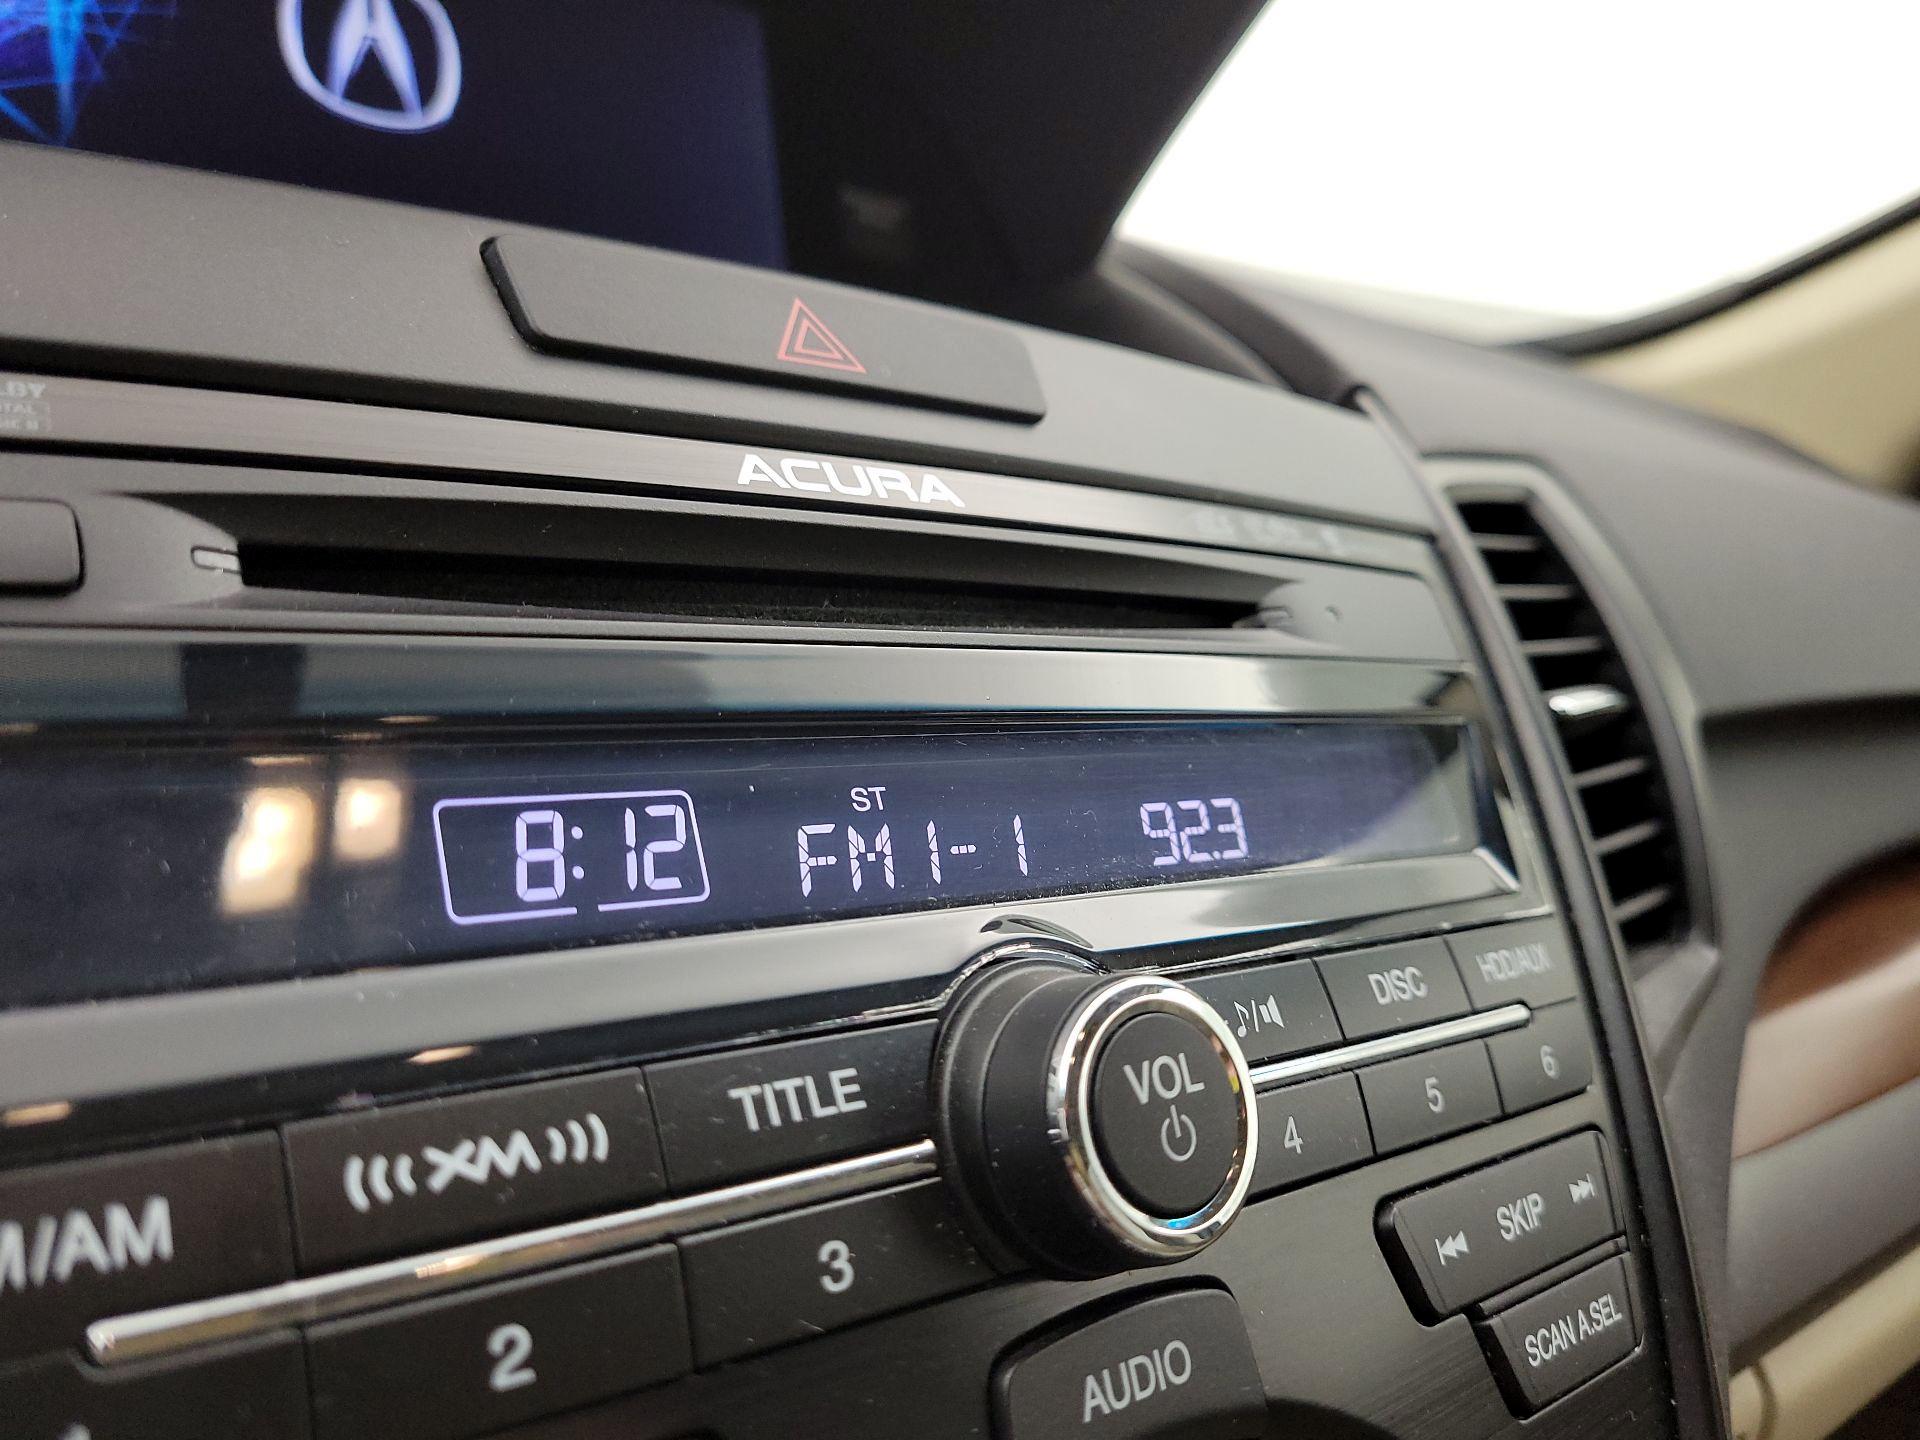 ACURA
8:12
ST
FM1-1
92.3
DISC
HDD/AUX
TITLE
VOL
XM
M/AM
4
5
6
3
2
SKIP
SCAN A.SEL
AUDIO